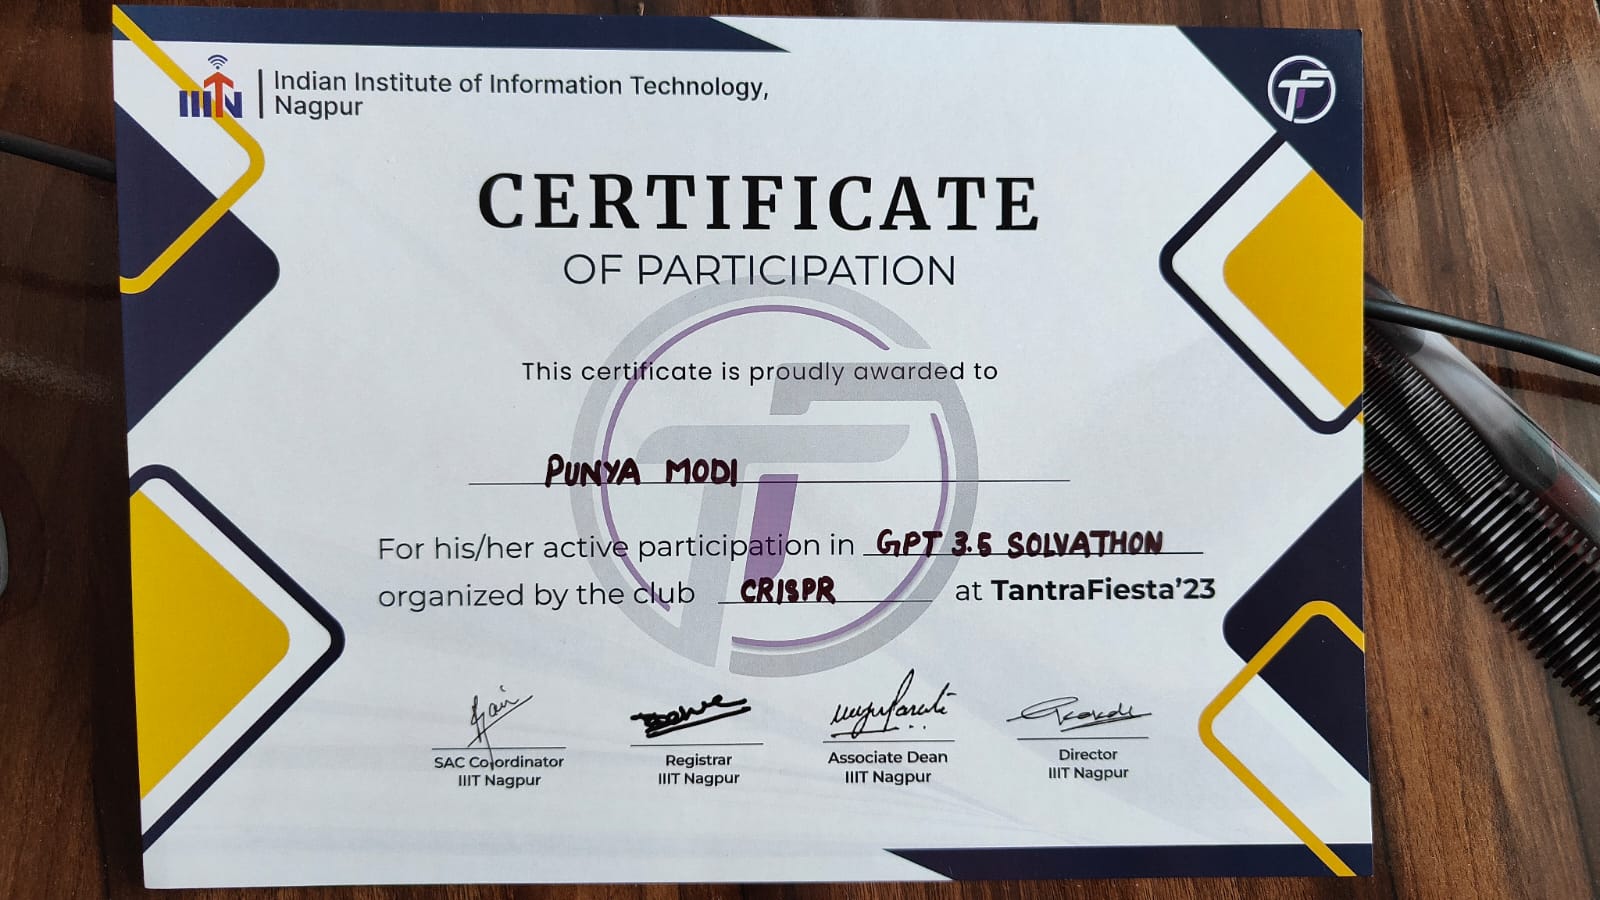 IIITN
Indian Institute of Information Technology,
Nagpur
CERTIFICATE
OF PARTICIPATION
This certificate is proudly awarded to
PUNYA MODI
For his/her active participation in GPT 3.5 SOLVATHON
organized by the club CRISPR at TantraFiesta'23
SAC Coordinator
IIIT Nagpur
Registrar
IIIT Nagpur
Associate Dean
IIIT Nagpur
Director
IIIT Nagpur